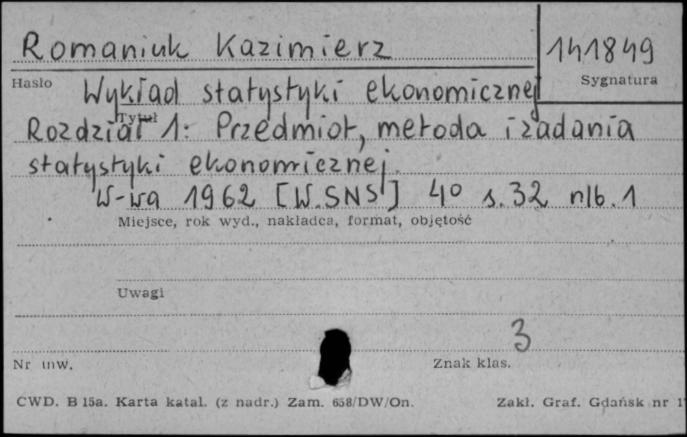 Romaniuk Kazimierz
141849
Hasło
Sygnatura
Wykład statystyki ekonomicznej
Tytuł
Rozdział 1: Przedmiot, metoda i zadania
statystyki ekonomicznej.
W-wa 1962 [W.SNS] 4° s.32 nlb.1
Miejsce, rok wyd., nakładca, format, objętość
Uwagi
3
Nr inw.
Znak klas.
CWD. B 15a. Karta katal. (z nadr.) Zam. 658/DW/On.
Zakł. Graf. Gdańsk nr